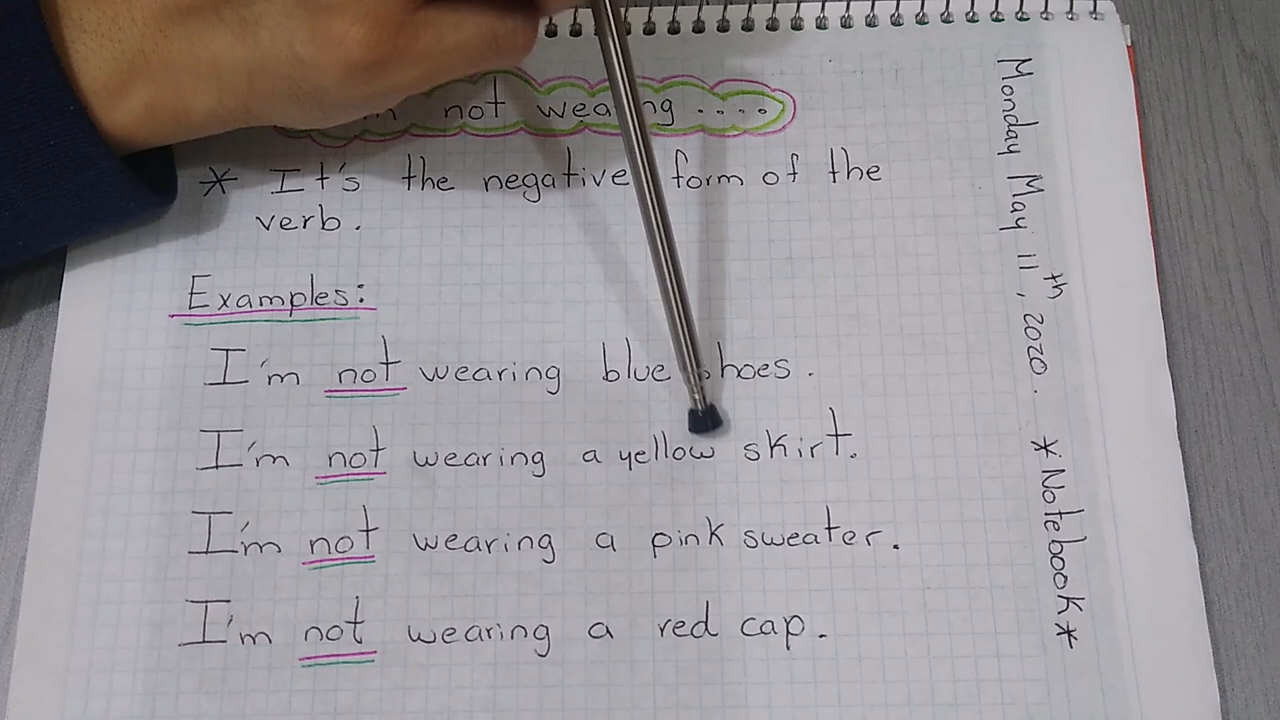 not wearing ....
* It's the negative form of the
verb.
Examples:
I'm not wearing blue shoes.
I'm not wearing a yellow skirt.
I'm not wearing a pink sweater.
I'm not wearing a red cap.
Monday May 11th, 2020. *Notebook*